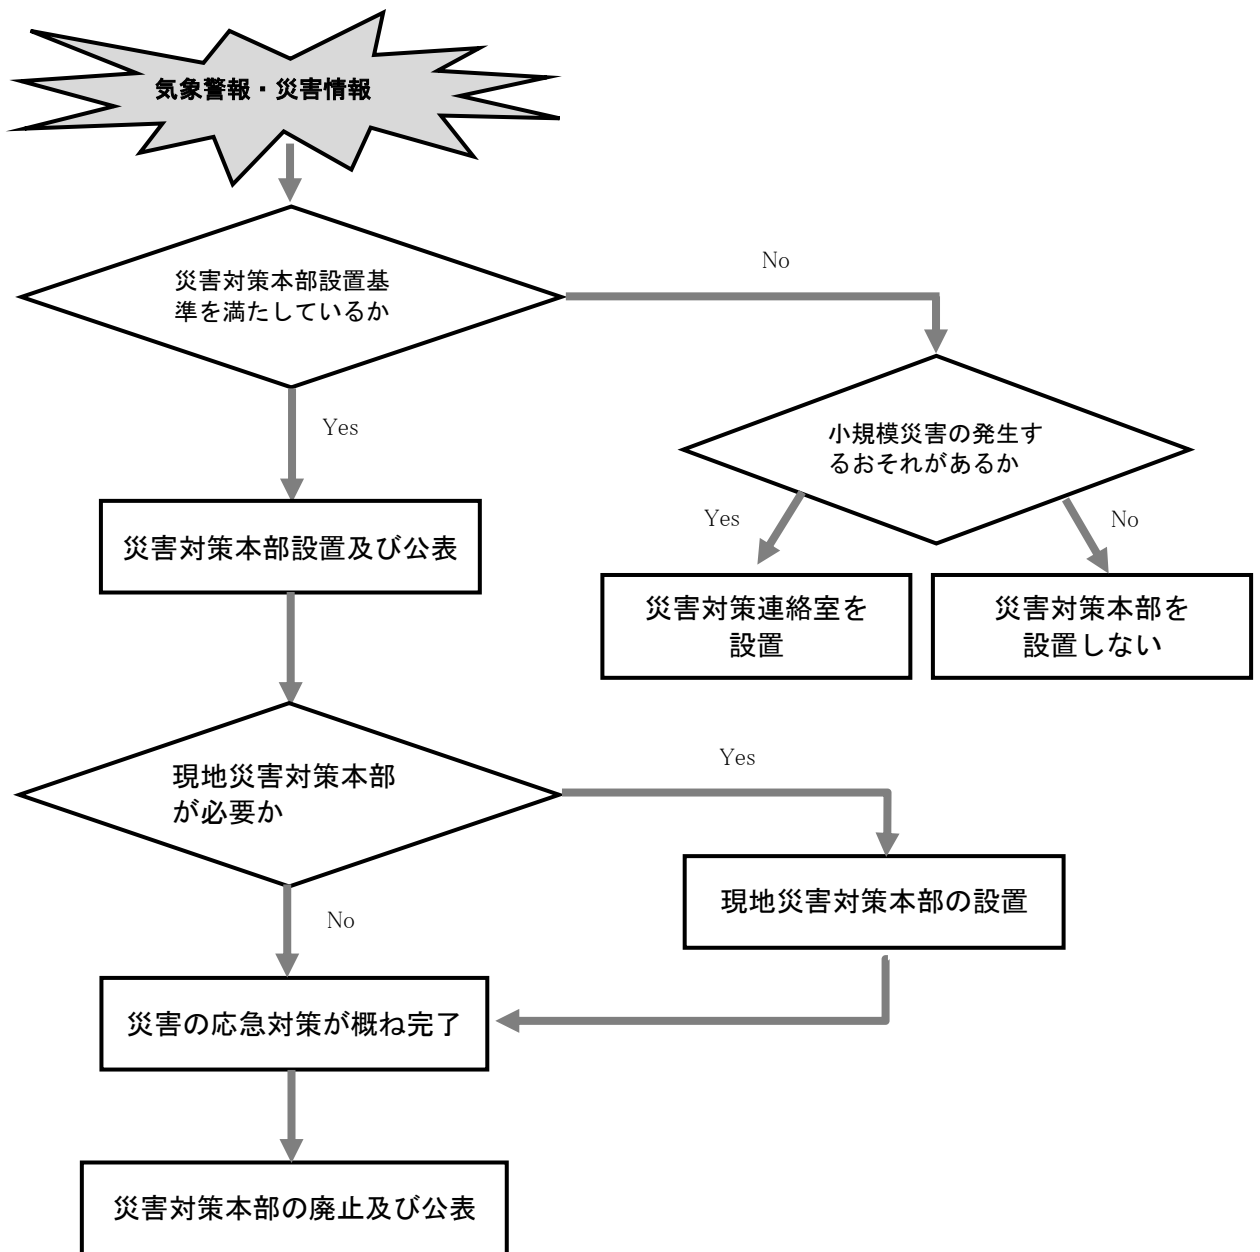 気象警報・災害情報
災害対策本部設置基
準を満たしているか
No
Yes
小規模災害の発生す
るおそれがあるか
Yes
No
災害対策本部設置及び公表
災害対策連絡室を
設置
災害対策本部を
設置しない
現地災害対策本部
が必要か
Yes
No
現地災害対策本部の設置
災害の応急対策が概ね完了
災害対策本部の廃止及び公表